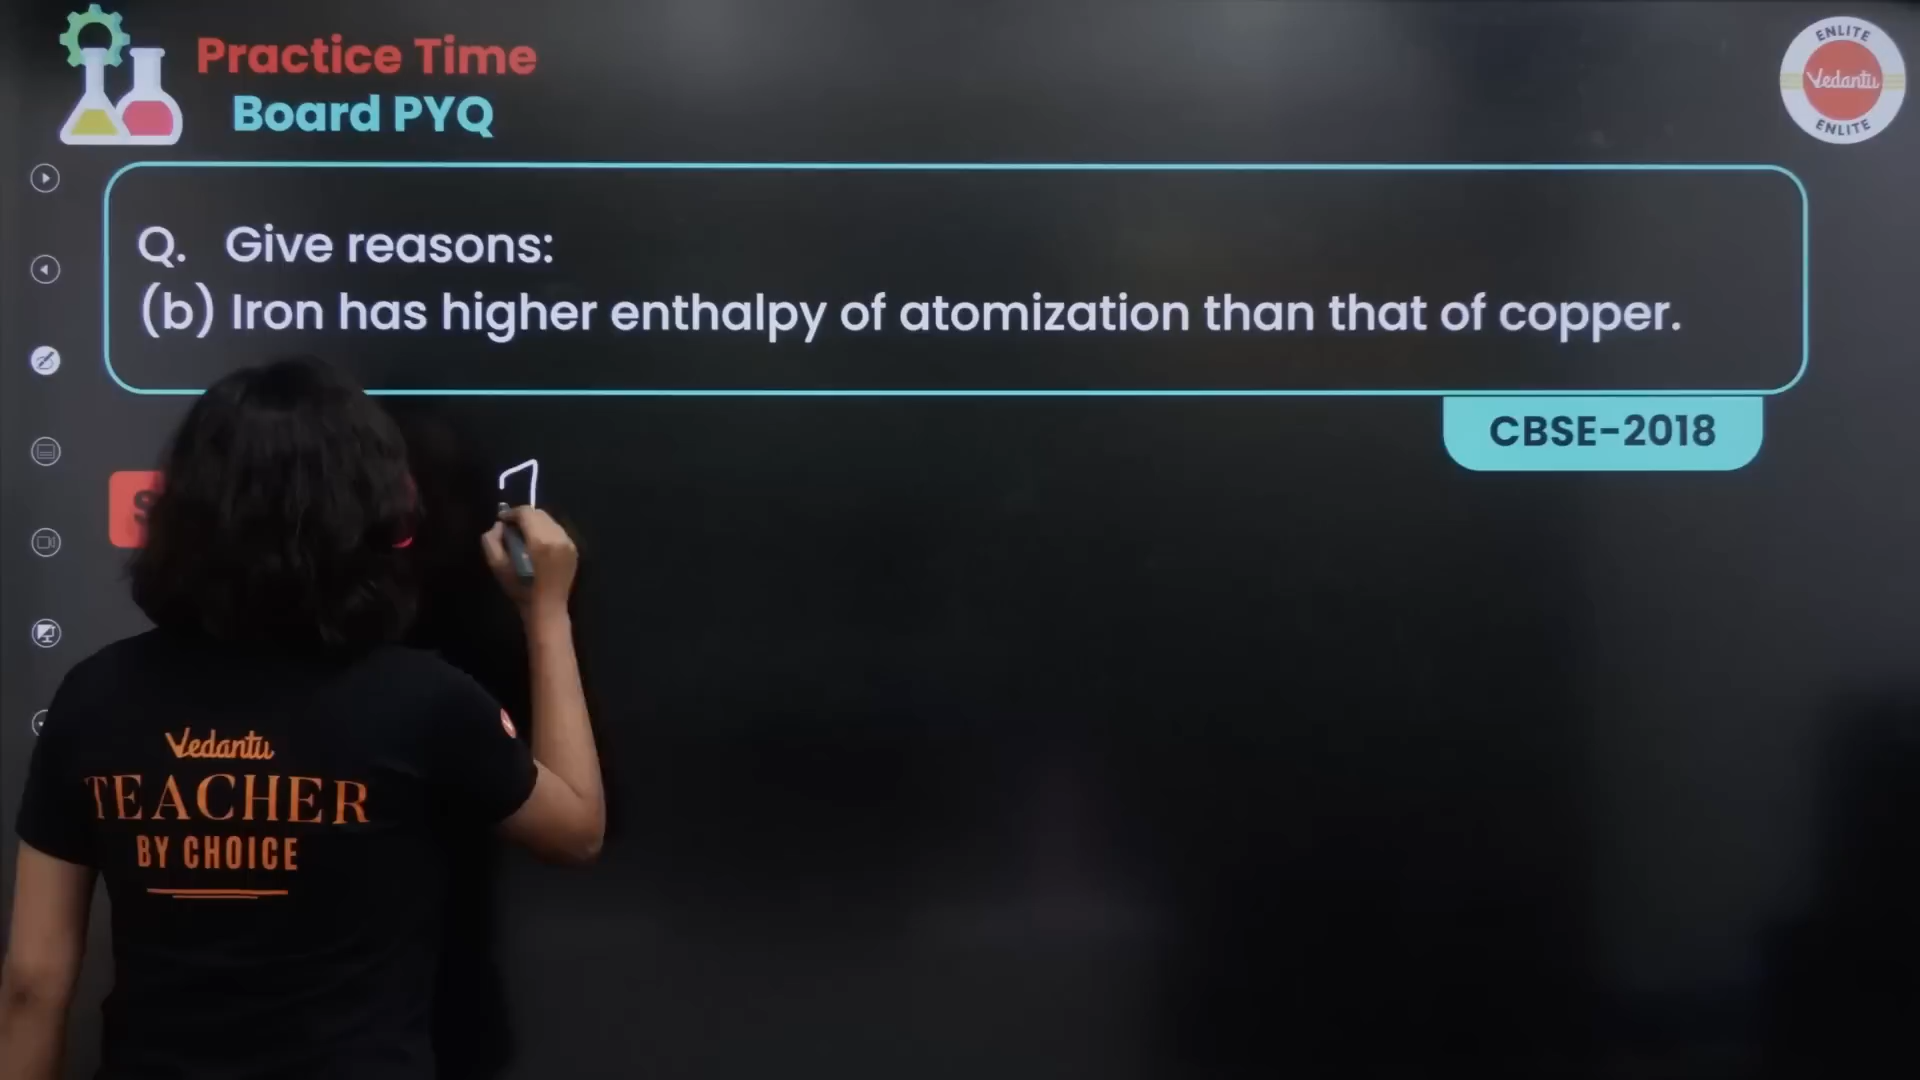 Practice Time
Board PYQ
ENLITE
Vedantu
ENLITE
Q. Give reasons:
(b) Iron has higher enthalpy of atomization than that of copper.
CBSE-2018
Vedantu
TEACHER
BY CHOICE